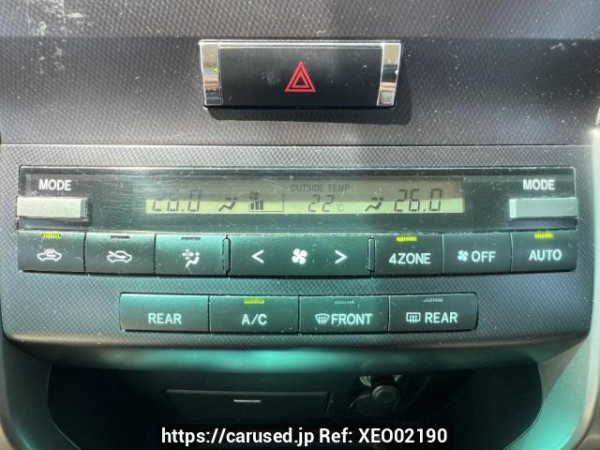 MODE
OUTSIDE TEMP
26.0 22°C 26.0
MODE
< > 4ZONE OFF AUTO
REAR A/C FRONT REAR
https://carused.jp Ref: XEO02190